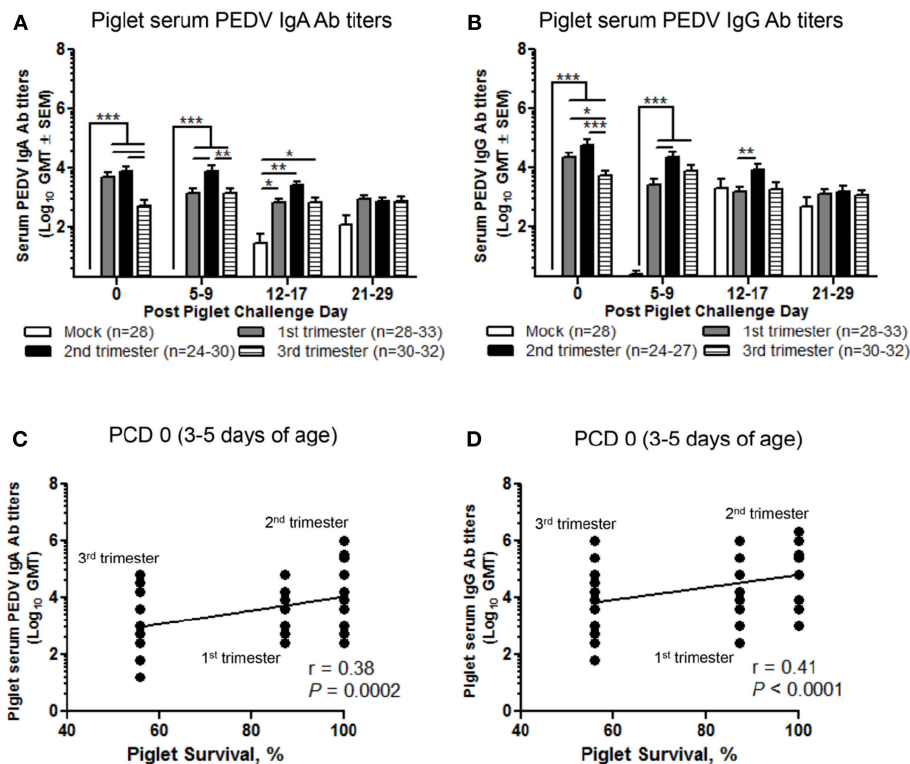 A Piglet serum PEDV IgA Ab titers
Serum PEDV IgA Ab titers
(Log10 GMT ± SEM)
8
6
4
2
***
***
**
*
**
*
0 5-9 12-17 21-29
Post Piglet Challenge Day
Mock (n=28) 1st trimester (n=28-33)
2nd trimester (n=24-30) 3rd trimester (n=30-32)
B Piglet serum PEDV IgG Ab titers
Serum PEDV IgG Ab titers
(Log10 GMT ± SEM)
8
6
4
2
***
*
***
***
**
0 5-9 12-17 21-29
Post Piglet Challenge Day
Mock (n=28) 1st trimester (n=28-33)
2nd trimester (n=24-27) 3rd trimester (n=30-32)
C PCD 0 (3-5 days of age)
Piglet serum PEDV IgA Ab titers
(Log10 GMT)
8
6
4
2
0
3rd trimester
2nd trimester
1st trimester
r = 0.38
P = 0.0002
40 60 80 100
Piglet Survival, %
D PCD 0 (3-5 days of age)
Piglet serum IgG Ab titers
(Log10 GMT)
8
6
4
2
0
3rd trimester
2nd trimester
1st trimester
r = 0.41
P < 0.0001
40 60 80 100
Piglet Survival, %